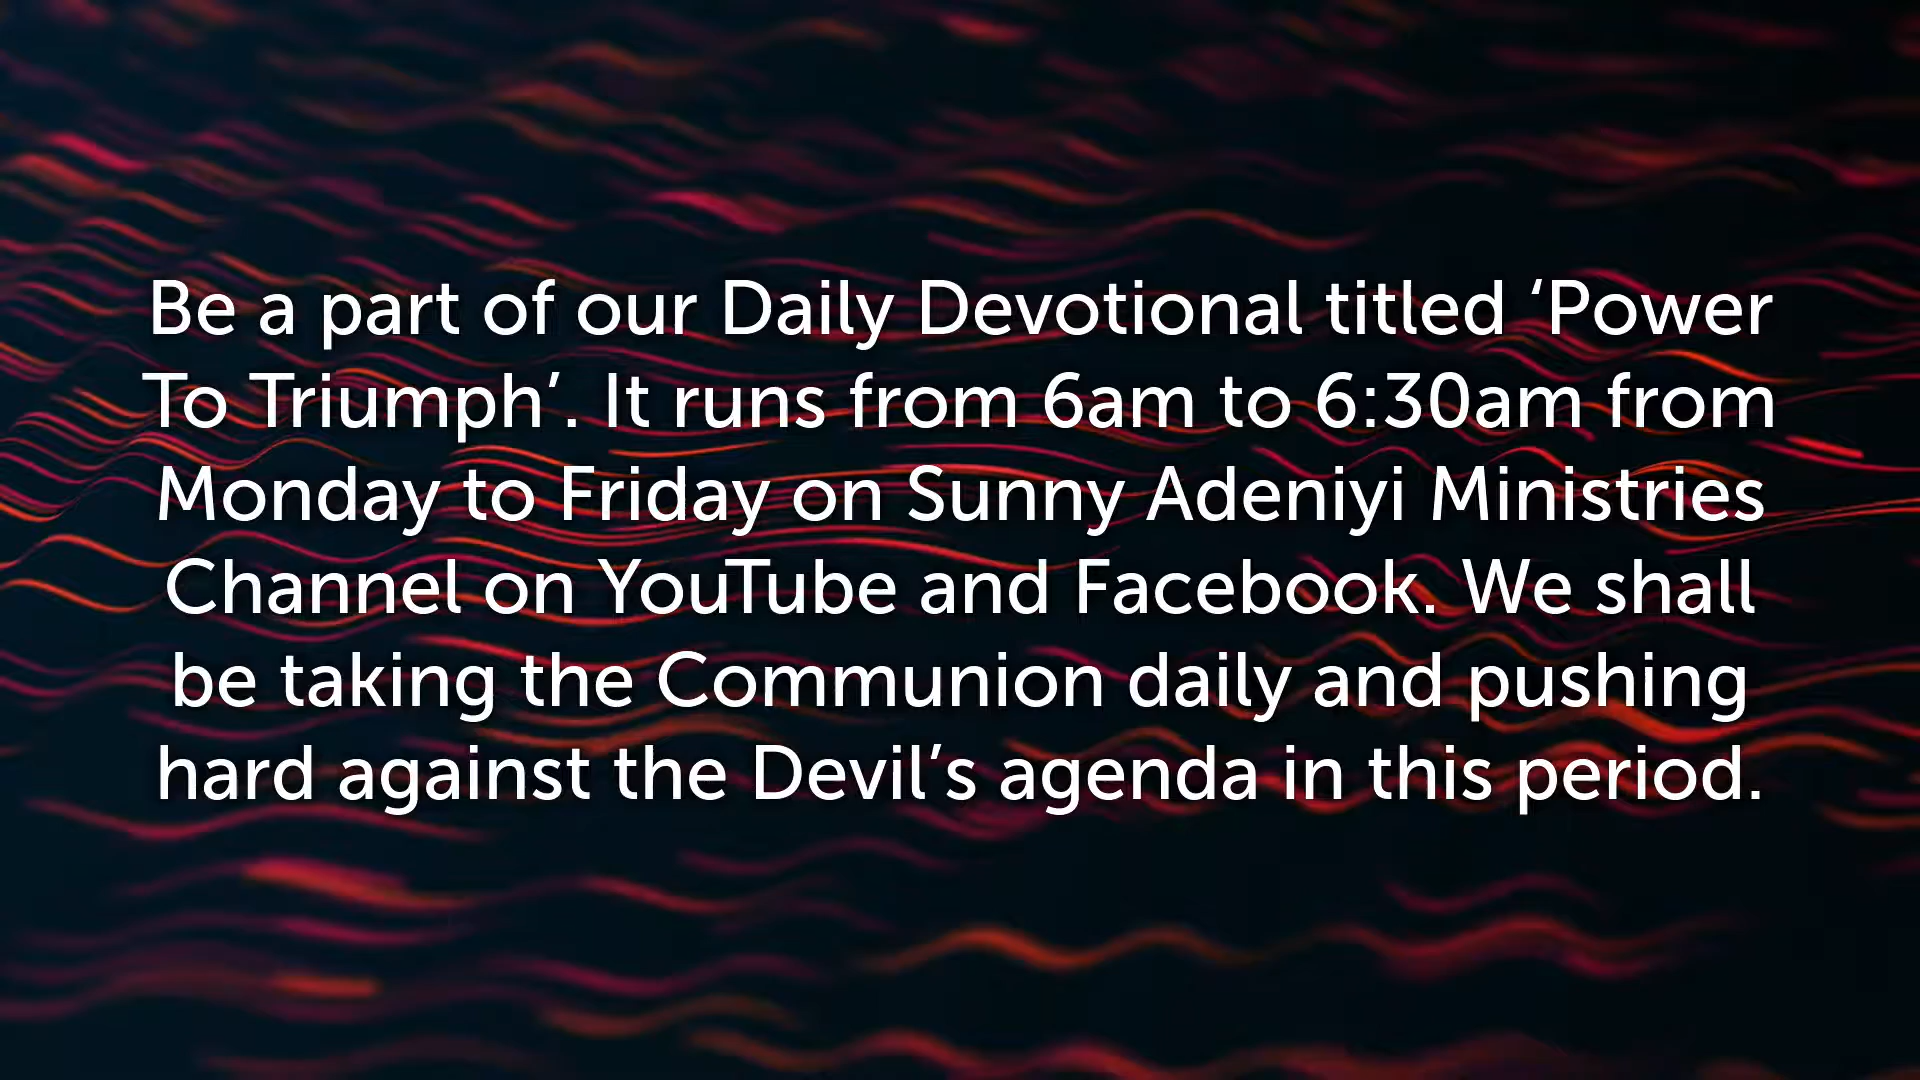 Be a part of our Daily Devotional titled ‘Power
To Triumph’. It runs from 6am to 6:30am from
Monday to Friday on Sunny Adeniyi Ministries
Channel on YouTube and Facebook. We shall
be taking the Communion daily and pushing
hard against the Devil’s agenda in this period.